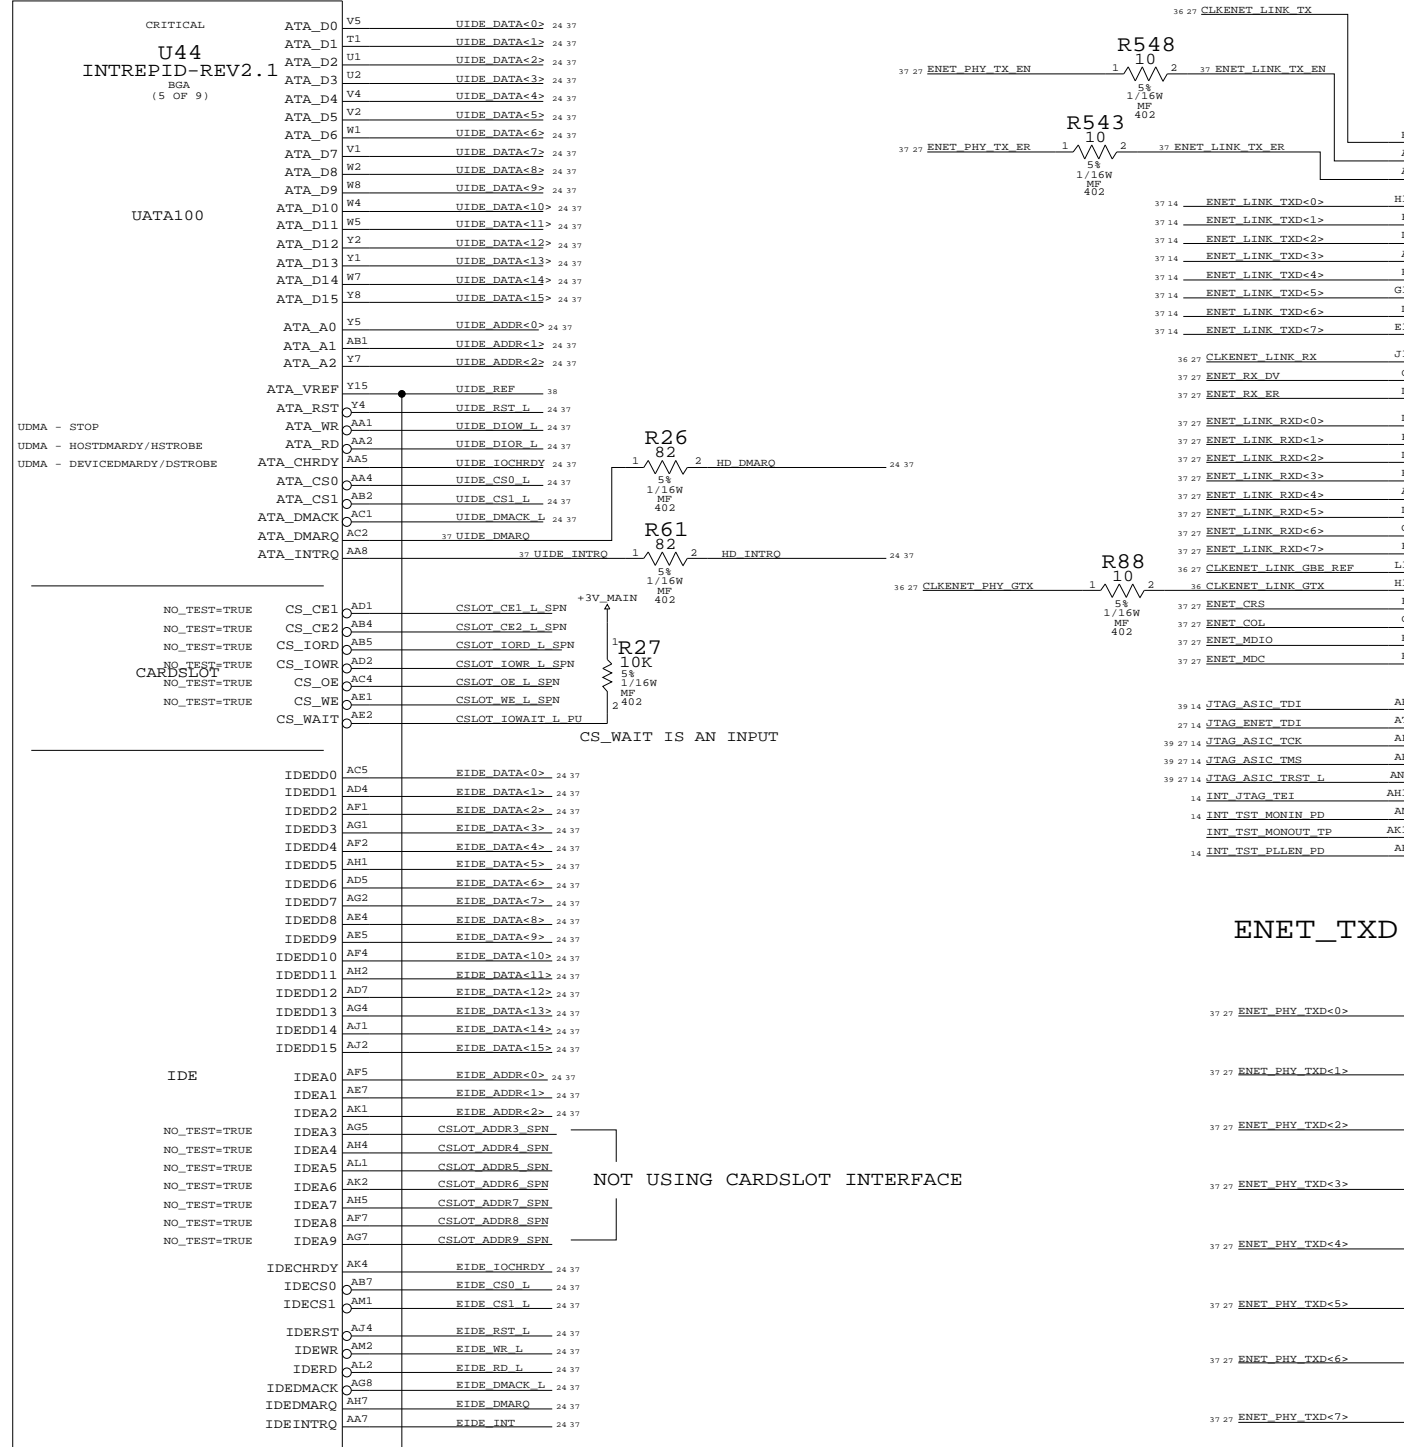 CRITICAL
U44
INTREPID-REV2.1
BGA
(5 OF 9)
UATA100
ATA_D0 V5 UIDE_DATA<0> 24 37
ATA_D1 T1 UIDE_DATA<1> 24 37
ATA_D2 U1 UIDE_DATA<2> 24 37
ATA_D3 U2 UIDE_DATA<3> 24 37
ATA_D4 V4 UIDE_DATA<4> 24 37
ATA_D5 V2 UIDE_DATA<5> 24 37
ATA_D6 W1 UIDE_DATA<6> 24 37
ATA_D7 V1 UIDE_DATA<7> 24 37
ATA_D8 W2 UIDE_DATA<8> 24 37
ATA_D9 W8 UIDE_DATA<9> 24 37
ATA_D10 W4 UIDE_DATA<10> 24 37
ATA_D11 W5 UIDE_DATA<11> 24 37
ATA_D12 Y2 UIDE_DATA<12> 24 37
ATA_D13 Y1 UIDE_DATA<13> 24 37
ATA_D14 W7 UIDE_DATA<14> 24 37
ATA_D15 Y8 UIDE_DATA<15> 24 37
ATA_A0 Y5 UIDE_ADDR<0> 24 37
ATA_A1 AB1 UIDE_ADDR<1> 24 37
ATA_A2 Y7 UIDE_ADDR<2> 24 37
ATA_VREF Y15 UIDE_REF 38
ATA_RST Y4 UIDE_RST_L 24 37
UDMA - STOP ATA_WR AA1 UIDE_DIOW_L 24 37
UDMA - HOSTDMARDY/HSTROBE ATA_RD AA2 UIDE_DIOR_L 24 37
UDMA - DEVICEDMARDY/DSTROBE ATA_CHRDY AA5 UIDE_IOCHRDY 24 37
ATA_CS0 AA4 UIDE_CS0_L 24 37
ATA_CS1 AB2 UIDE_CS1_L 24 37
ATA_DMACK AC1 UIDE_DMACK_L 24 37
ATA_DMARQ AC2 37 UIDE_DMARQ
ATA_INTRQ AA8 37 UIDE_INTRQ
R26
82
1 2 HD_DMARQ 24 37
5%
1/16W
MF
402
R61
82
1 2 HD_INTRQ 24 37
5%
1/16W
MF
402
CARDSLOT
NO_TEST=TRUE CS_CE1 AD1 CSLOT_CE1_L_SPN
NO_TEST=TRUE CS_CE2 AB4 CSLOT_CE2_L_SPN
NO_TEST=TRUE CS_IORD AB5 CSLOT_IORD_L_SPN
NO_TEST=TRUE CS_IOWR AD2 CSLOT_IOWR_L_SPN
NO_TEST=TRUE CS_OE AC4 CSLOT_OE_L_SPN
NO_TEST=TRUE CS_WE AE1 CSLOT_WE_L_SPN
CS_WAIT AE2 CSLOT_IOWAIT_L_PU
+3V_MAIN
1
R27
10K
5%
1/16W
MF
402
2
CS_WAIT IS AN INPUT
IDEDD0 AC5 EIDE_DATA<0> 24 37
IDEDD1 AD4 EIDE_DATA<1> 24 37
IDEDD2 AF1 EIDE_DATA<2> 24 37
IDEDD3 AG1 EIDE_DATA<3> 24 37
IDEDD4 AF2 EIDE_DATA<4> 24 37
IDEDD5 AH1 EIDE_DATA<5> 24 37
IDEDD6 AD5 EIDE_DATA<6> 24 37
IDEDD7 AG2 EIDE_DATA<7> 24 37
IDEDD8 AE4 EIDE_DATA<8> 24 37
IDEDD9 AE5 EIDE_DATA<9> 24 37
IDEDD10 AF4 EIDE_DATA<10> 24 37
IDEDD11 AH2 EIDE_DATA<11> 24 37
IDEDD12 AD7 EIDE_DATA<12> 24 37
IDEDD13 AG4 EIDE_DATA<13> 24 37
IDEDD14 AJ1 EIDE_DATA<14> 24 37
IDEDD15 AJ2 EIDE_DATA<15> 24 37
IDE
IDEA0 AF5 EIDE_ADDR<0> 24 37
IDEA1 AE7 EIDE_ADDR<1> 24 37
IDEA2 AK1 EIDE_ADDR<2> 24 37
NO_TEST=TRUE IDEA3 AG5 CSLOT_ADDR3_SPN
NO_TEST=TRUE IDEA4 AH4 CSLOT_ADDR4_SPN
NO_TEST=TRUE IDEA5 AL1 CSLOT_ADDR5_SPN
NO_TEST=TRUE IDEA6 AK2 CSLOT_ADDR6_SPN
NO_TEST=TRUE IDEA7 AH5 CSLOT_ADDR7_SPN
NO_TEST=TRUE IDEA8 AF7 CSLOT_ADDR8_SPN
NO_TEST=TRUE IDEA9 AG7 CSLOT_ADDR9_SPN
NOT USING CARDSLOT INTERFACE
IDECHRDY AK4 EIDE_IOCHRDY 24 37
IDECS0 AB7 EIDE_CS0_L 24 37
IDECS1 AM1 EIDE_CS1_L 24 37
IDERST AJ4 EIDE_RST_L 24 37
IDEWR AM2 EIDE_WR_L 24 37
IDERD AL2 EIDE_RD_L 24 37
IDEDMACK AG8 EIDE_DMACK_L 24 37
IDEDMARQ AH7 EIDE_DMARQ 24 37
IDEINTRQ AA7 EIDE_INT 24 37
36 27 CLKENET_LINK_TX
R548
10
37 27 ENET_PHY_TX_EN 1 2 37 ENET_LINK_TX_EN
5%
1/16W
MF
402
R543
10
37 27 ENET_PHY_TX_ER 1 2 37 ENET_LINK_TX_ER
5%
1/16W
MF
402
37 14 ENET_LINK_TXD<0>
37 14 ENET_LINK_TXD<1>
37 14 ENET_LINK_TXD<2>
37 14 ENET_LINK_TXD<3>
37 14 ENET_LINK_TXD<4>
37 14 ENET_LINK_TXD<5>
37 14 ENET_LINK_TXD<6>
37 14 ENET_LINK_TXD<7>
36 27 CLKENET_LINK_RX
37 27 ENET_RX_DV
37 27 ENET_RX_ER
37 27 ENET_LINK_RXD<0>
37 27 ENET_LINK_RXD<1>
37 27 ENET_LINK_RXD<2>
37 27 ENET_LINK_RXD<3>
37 27 ENET_LINK_RXD<4>
37 27 ENET_LINK_RXD<5>
37 27 ENET_LINK_RXD<6>
37 27 ENET_LINK_RXD<7>
36 27 CLKENET_LINK_GBE_REF
R88
10
36 27 CLKENET_PHY_GTX 1 2 36 CLKENET_LINK_GTX
5%
1/16W
MF
402
37 27 ENET_CRS
37 27 ENET_COL
37 27 ENET_MDIO
37 27 ENET_MDC
39 14 JTAG_ASIC_TDI
27 14 JTAG_ENET_TDI
39 27 14 JTAG_ASIC_TCK
39 27 14 JTAG_ASIC_TMS
39 27 14 JTAG_ASIC_TRST_L
14 INT_JTAG_TEI
14 INT_TST_MONIN_PD
INT_TST_MONOUT_TP
14 INT_TST_PLLEN_PD
ENET_TXD
37 27 ENET_PHY_TXD<0>
37 27 ENET_PHY_TXD<1>
37 27 ENET_PHY_TXD<2>
37 27 ENET_PHY_TXD<3>
37 27 ENET_PHY_TXD<4>
37 27 ENET_PHY_TXD<5>
37 27 ENET_PHY_TXD<6>
37 27 ENET_PHY_TXD<7>